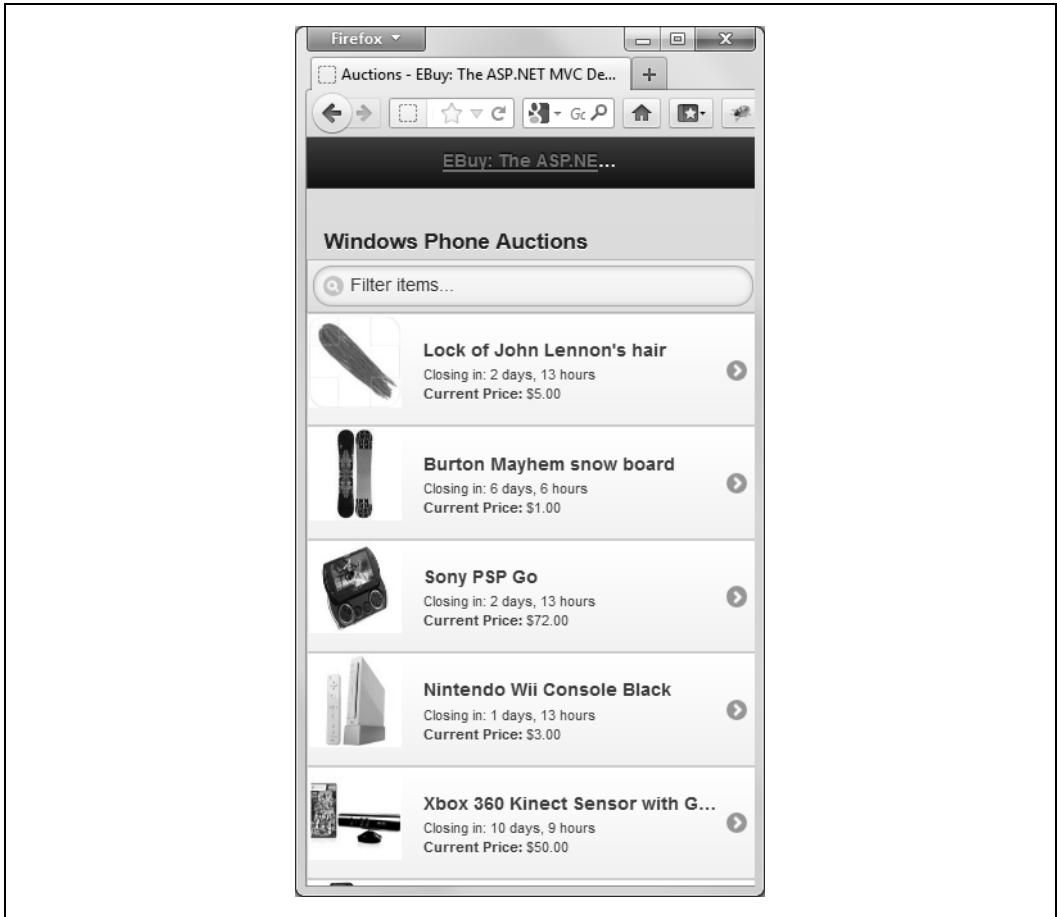 Firefox
Auctions - EBuy: The ASP.NET MVC De...
Gc
EBuy: The ASP.NE...
Windows Phone Auctions
Filter items...
Lock of John Lennon's hair
Closing in: 2 days, 13 hours
Current Price: $5.00
Burton Mayhem snow board
Closing in: 6 days, 6 hours
Current Price: $1.00
Sony PSP Go
Closing in: 2 days, 13 hours
Current Price: $72.00
Nintendo Wii Console Black
Closing in: 1 days, 13 hours
Current Price: $3.00
Xbox 360 Kinect Sensor with G...
Closing in: 10 days, 9 hours
Current Price: $50.00